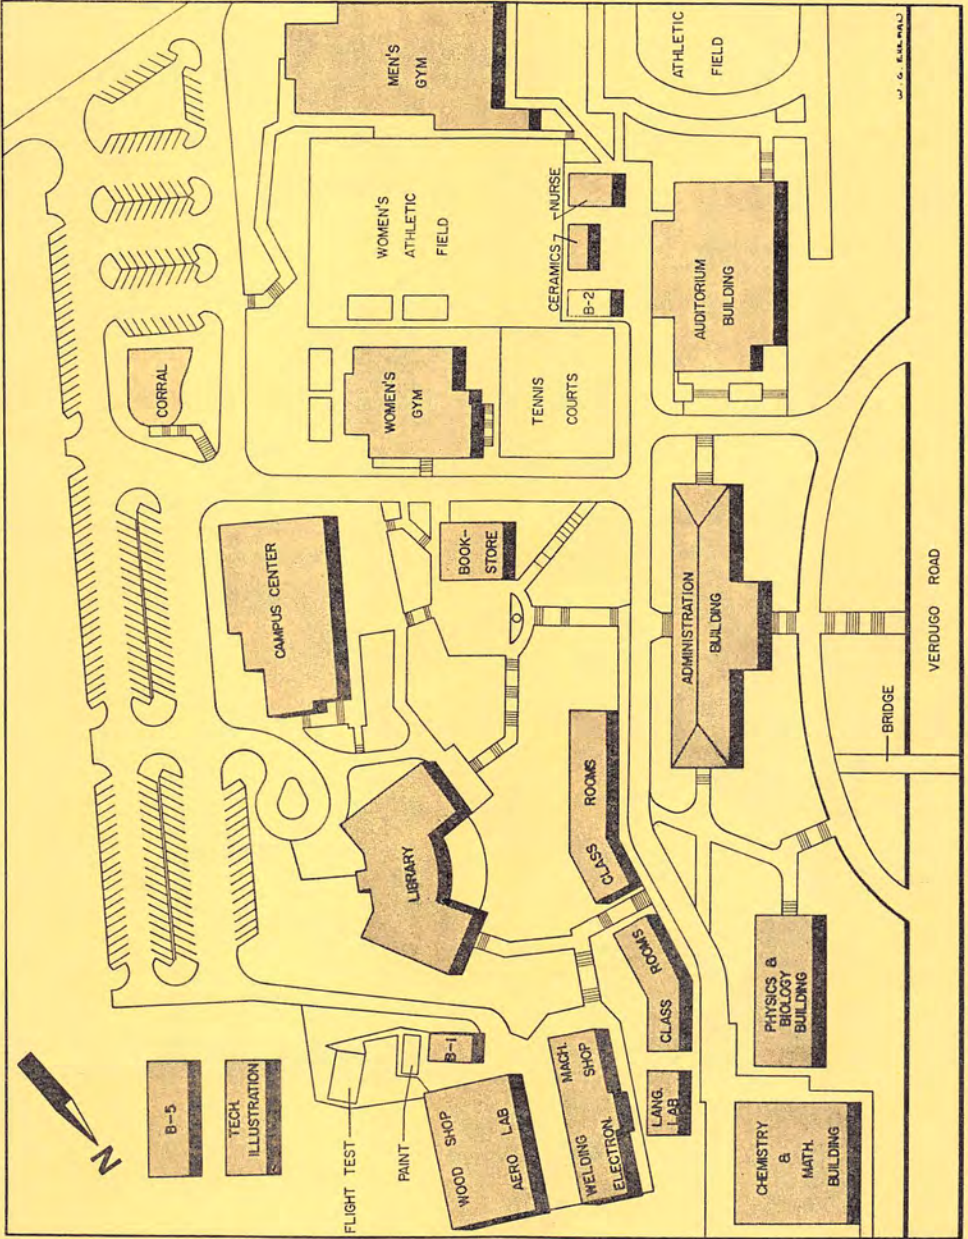 MEN'S
GYM
ATHLETIC
FIELD
WOMEN'S
ATHLETIC
FIELD
NURSE
CERAMICS
B-2
AUDITORIUM
BUILDING
CORRAL
WOMEN'S
GYM
TENNIS
COURTS
CAMPUS CENTER
BOOK-
STORE
ADMINISTRATION
BUILDING
VERDUGO ROAD
BRIDGE
LIBRARY
CLASS ROOMS
CLASS ROOMS
PHYSICS &
BIOLOGY
BUILDING
N
B-5
TECH.
ILLUSTRATION
FLIGHT TEST
PAINT
B-1
WOOD SHOP
AERO LAB
MACH.
SHOP
WELDING
ELECTRON.
LANG.
LAB
CHEMISTRY
&
MATH.
BUILDING